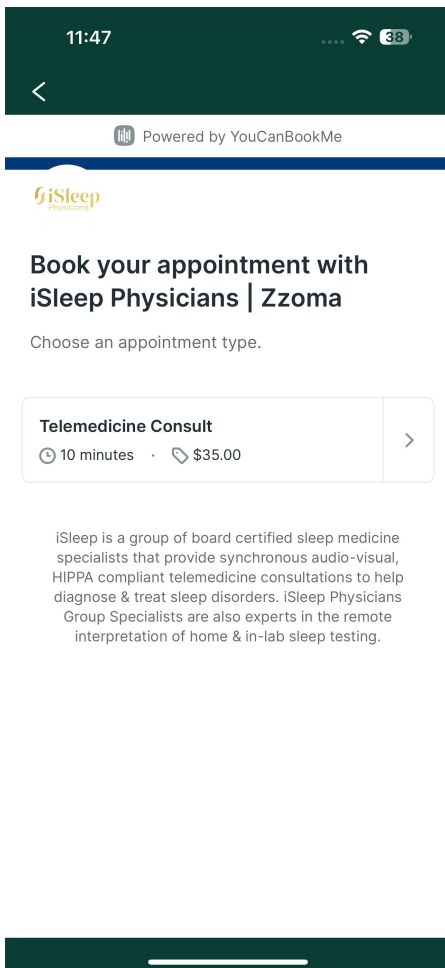 11:47
38
Powered by YouCanBookMe
iSleep
Physicians
Book your appointment with
iSleep Physicians | Zzoma
Choose an appointment type.
Telemedicine Consult
10 minutes · $35.00
iSleep is a group of board certified sleep medicine
specialists that provide synchronous audio-visual,
HIPPA compliant telemedicine consultations to help
diagnose & treat sleep disorders. iSleep Physicians
Group Specialists are also experts in the remote
interpretation of home & in-lab sleep testing.